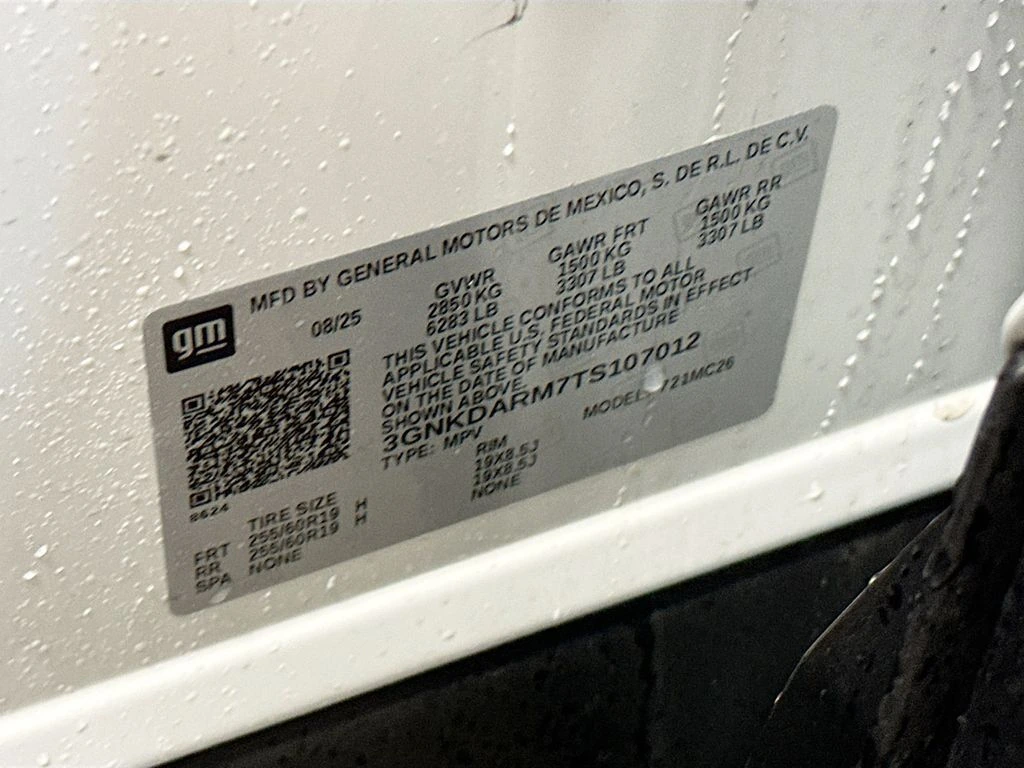 MFD BY GENERAL MOTORS DE MEXICO, S. DE R.L. DE C.V.
gm
08/25
GVWR
2850 KG
6283 LB
GAWR FRT
1500 KG
3307 LB
GAWR RR
1500 KG
3307 LB
THIS VEHICLE CONFORMS TO ALL
APPLICABLE U.S. FEDERAL MOTOR
VEHICLE SAFETY STANDARDS IN EFFECT
ON THE DATE OF MANUFACTURE
SHOWN ABOVE.
3GNKDARM7TS107012
TYPE: MPV
MODEL: 721MC26
8624
TIRE SIZE
RIM
FRT 255/60R19 H 19X8.5J
RR 255/60R19 H 19X8.5J
SPA NONE NONE